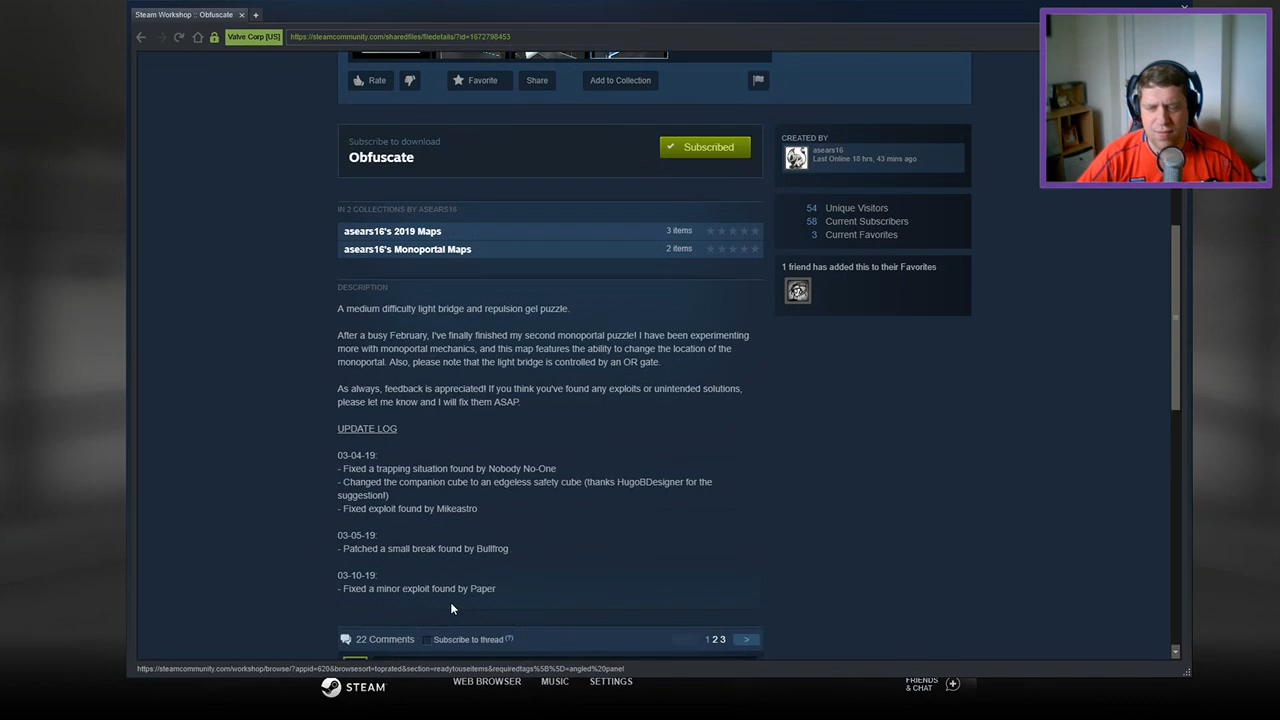 Steam Workshop :: Obfuscate
Valve Corp [US]
https://steamcommunity.com/sharedfiles/filedetails/?id=1672798453
Rate
Favorite
Share
Add to Collection
Subscribe to download
Obfuscate
Subscribed
CREATED BY
asears16
Last Online 18 hrs, 43 mins ago
54 Unique Visitors
58 Current Subscribers
3 Current Favorites
1 friend has added this to their Favorites
IN 2 COLLECTIONS BY ASEARS16
asears16's 2019 Maps 3 items
asears16's Monoportal Maps 2 items
DESCRIPTION
A medium difficulty light bridge and repulsion gel puzzle.
After a busy February, I've finally finished my second monoportal puzzle! I have been experimenting
more with monoportal mechanics, and this map features the ability to change the location of the
monoportal. Also, please note that the light bridge is controlled by an OR gate.
As always, feedback is appreciated! If you think you've found any exploits or unintended solutions,
please let me know and I will fix them ASAP.
UPDATE LOG
03-04-19:
- Fixed a trapping situation found by Nobody No-One
- Changed the companion cube to an edgeless safety cube (thanks HugoBDesigner for the
suggestion!)
- Fixed exploit found by Mikeastro
03-05-19:
- Patched a small break found by Bullfrog
03-10-19:
- Fixed a minor exploit found by Paper
22 Comments Subscribe to thread (?) 1 2 3 >
https://steamcommunity.com/workshop/browse/?appid=620&browsesort=toprated&section=readytouseitems&requiredtags%5B%5D=angled%20panel
STEAM
WEB BROWSER MUSIC SETTINGS
FRIENDS
& CHAT